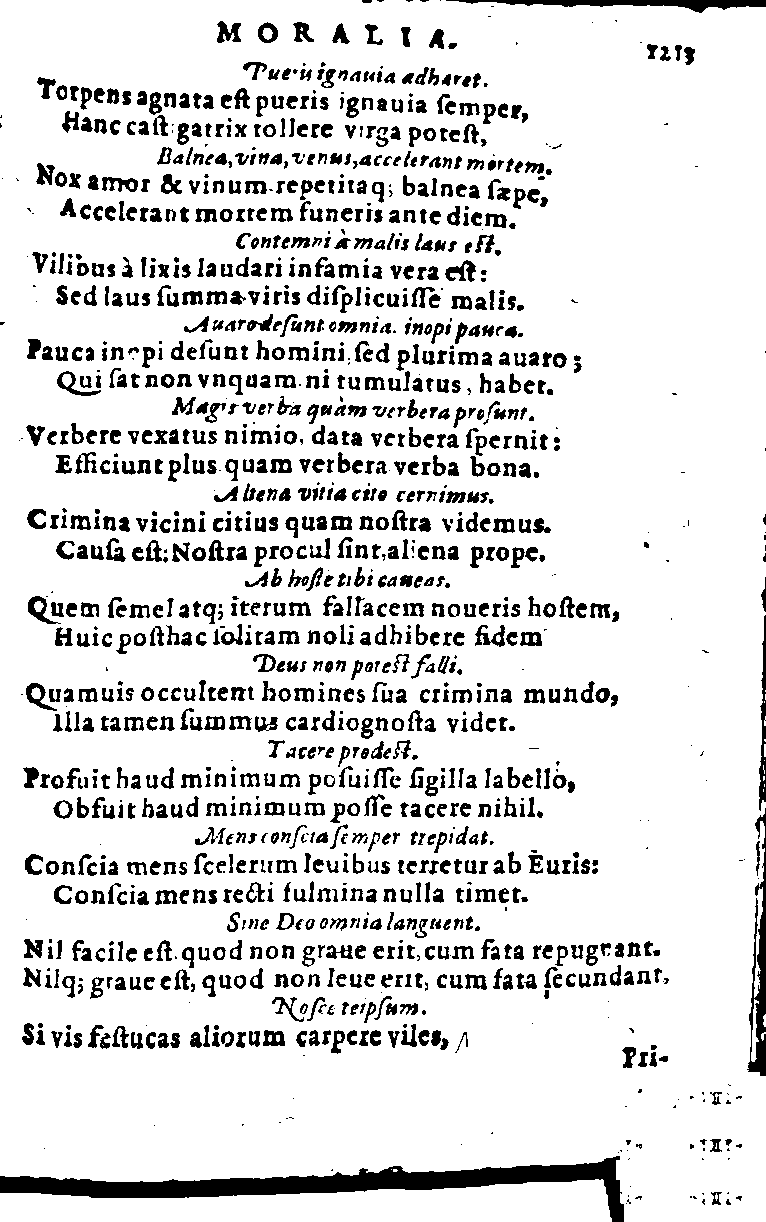 MORALIA. 1213
Pueris ignauia adhæret.
Torpens agnata est pueris ignauia semper,
Hanc castigatrix tollere virga potest,
Balnea, vina, venus, accelerant mortem.
Nox amor & vinum repetitaq; balnea sæpe,
Accelerant mortem funeris ante diem.
Contemni à malis laus est.
Vilibus à lixis laudari infamia vera est:
Sed laus summa viris displicuisse malis.
Auaro desunt omnia. inopi pauca.
Pauca inopi desunt homini, sed plurima auaro;
Qui sat non vnquam ni tumulatus, habet.
Magis verba quàm verbera prosunt.
Verbere vexatus nimio, data verbera spernit:
Efficiunt plus quam verbera verba bona.
Aliena vitia cito cernimus.
Crimina vicini citius quam nostra videmus.
Causa est: Nostra procul sint, aliena prope.
Ab hoste tibi caueas.
Quem semel atq; iterum fallacem noueris hostem,
Huic posthac solitam noli adhibere fidem
Deus non potest falli.
Quamuis occultent homines sua crimina mundo,
Illa tamen summus cardiognosta videt.
Tacere prodest.
Profuit haud minimum posuisse sigilla labello,
Obfuit haud minimum posse tacere nihil.
Mens conscia semper trepidat.
Conscia mens scelerum leuibus terretur ab Euris:
Conscia mens recti fulmina nulla timet.
Sine Deo omnia languent.
Nil facile est quod non graue erit, cum fata repugnant.
Nilq; graue est, quod non leue erit, cum fata secundant,
Nosce teipsum.
Si vis festucas aliorum carpere viles,
Pri-